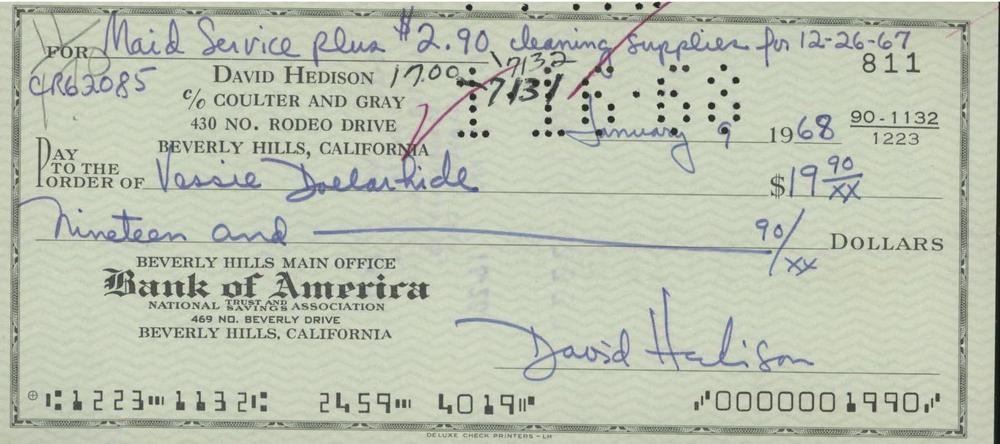 FOR Maid Service plus $2.90 cleaning supplies for 12-26-67
CR62085
DAVID HEDISON 17.00 7132 811
% COULTER AND GRAY 7131
430 NO. RODEO DRIVE
BEVERLY HILLS, CALIFORNIA January 9 1968 90-1132
1223
PAY
TO THE
ORDER OF Vessie Dollarhide $19 90/XX
Nineteen and 90/XX DOLLARS
BEVERLY HILLS MAIN OFFICE
Bank of America
NATIONAL TRUST AND SAVINGS ASSOCIATION
469 NO. BEVERLY DRIVE
BEVERLY HILLS, CALIFORNIA
David Hedison
⑆1223⑉1132⑆ 2459⑉ 4019⑈ ⑈0000001990⑈
DELUXE CHECK PRINTERS - LH